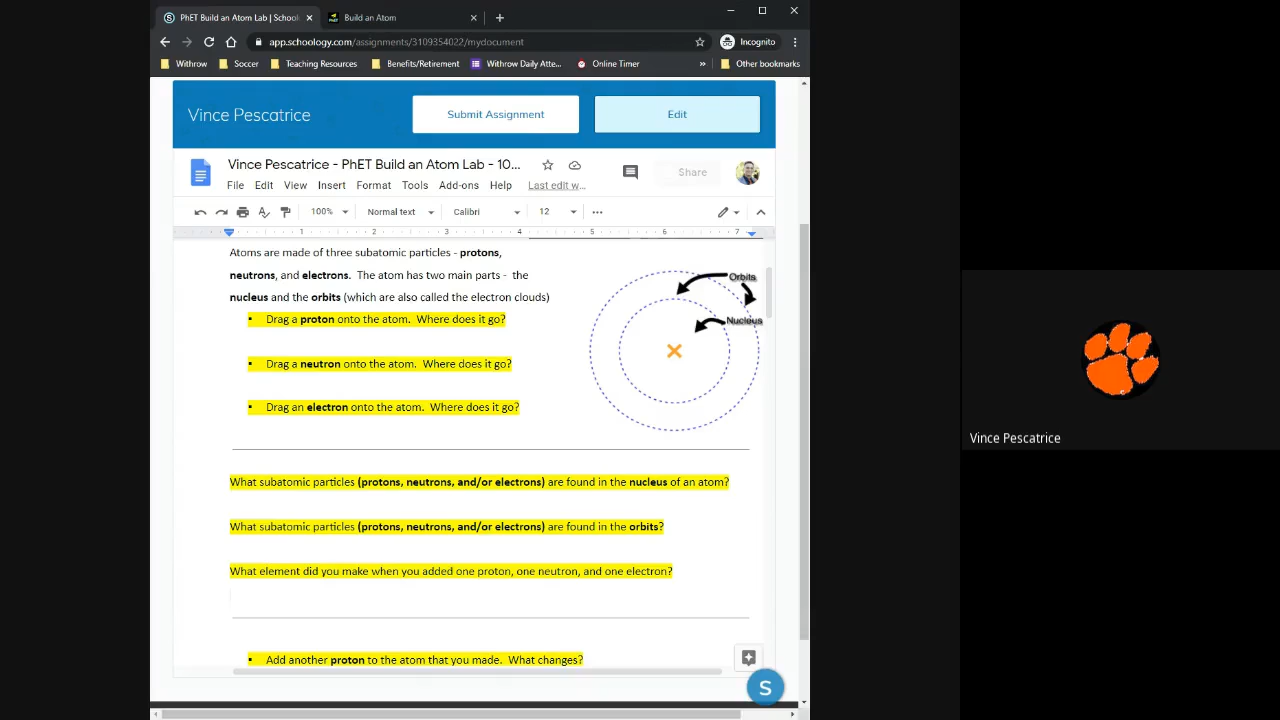 PhET Build an Atom Lab | Schoolo
Build an Atom
app.schoology.com/assignments/3109354022/mydocument
Incognito
Withrow
Soccer
Teaching Resources
Benefits/Retirement
Withrow Daily Atte...
Online Timer
»
Other bookmarks
Vince Pescatrice
Submit Assignment
Edit
Vince Pescatrice - PhET Build an Atom Lab - 10...
Share
File Edit View Insert Format Tools Add-ons Help Last edit w...
100% Normal text Calibri 12
1 2 3 4 5 6 7
Atoms are made of three subatomic particles - protons,
neutrons, and electrons. The atom has two main parts - the
nucleus and the orbits (which are also called the electron clouds)
▪ Drag a proton onto the atom. Where does it go?
▪ Drag a neutron onto the atom. Where does it go?
▪ Drag an electron onto the atom. Where does it go?
Orbits
Nucleus
What subatomic particles (protons, neutrons, and/or electrons) are found in the nucleus of an atom?
What subatomic particles (protons, neutrons, and/or electrons) are found in the orbits?
What element did you make when you added one proton, one neutron, and one electron?
▪ Add another proton to the atom that you made. What changes?
S
Vince Pescatrice